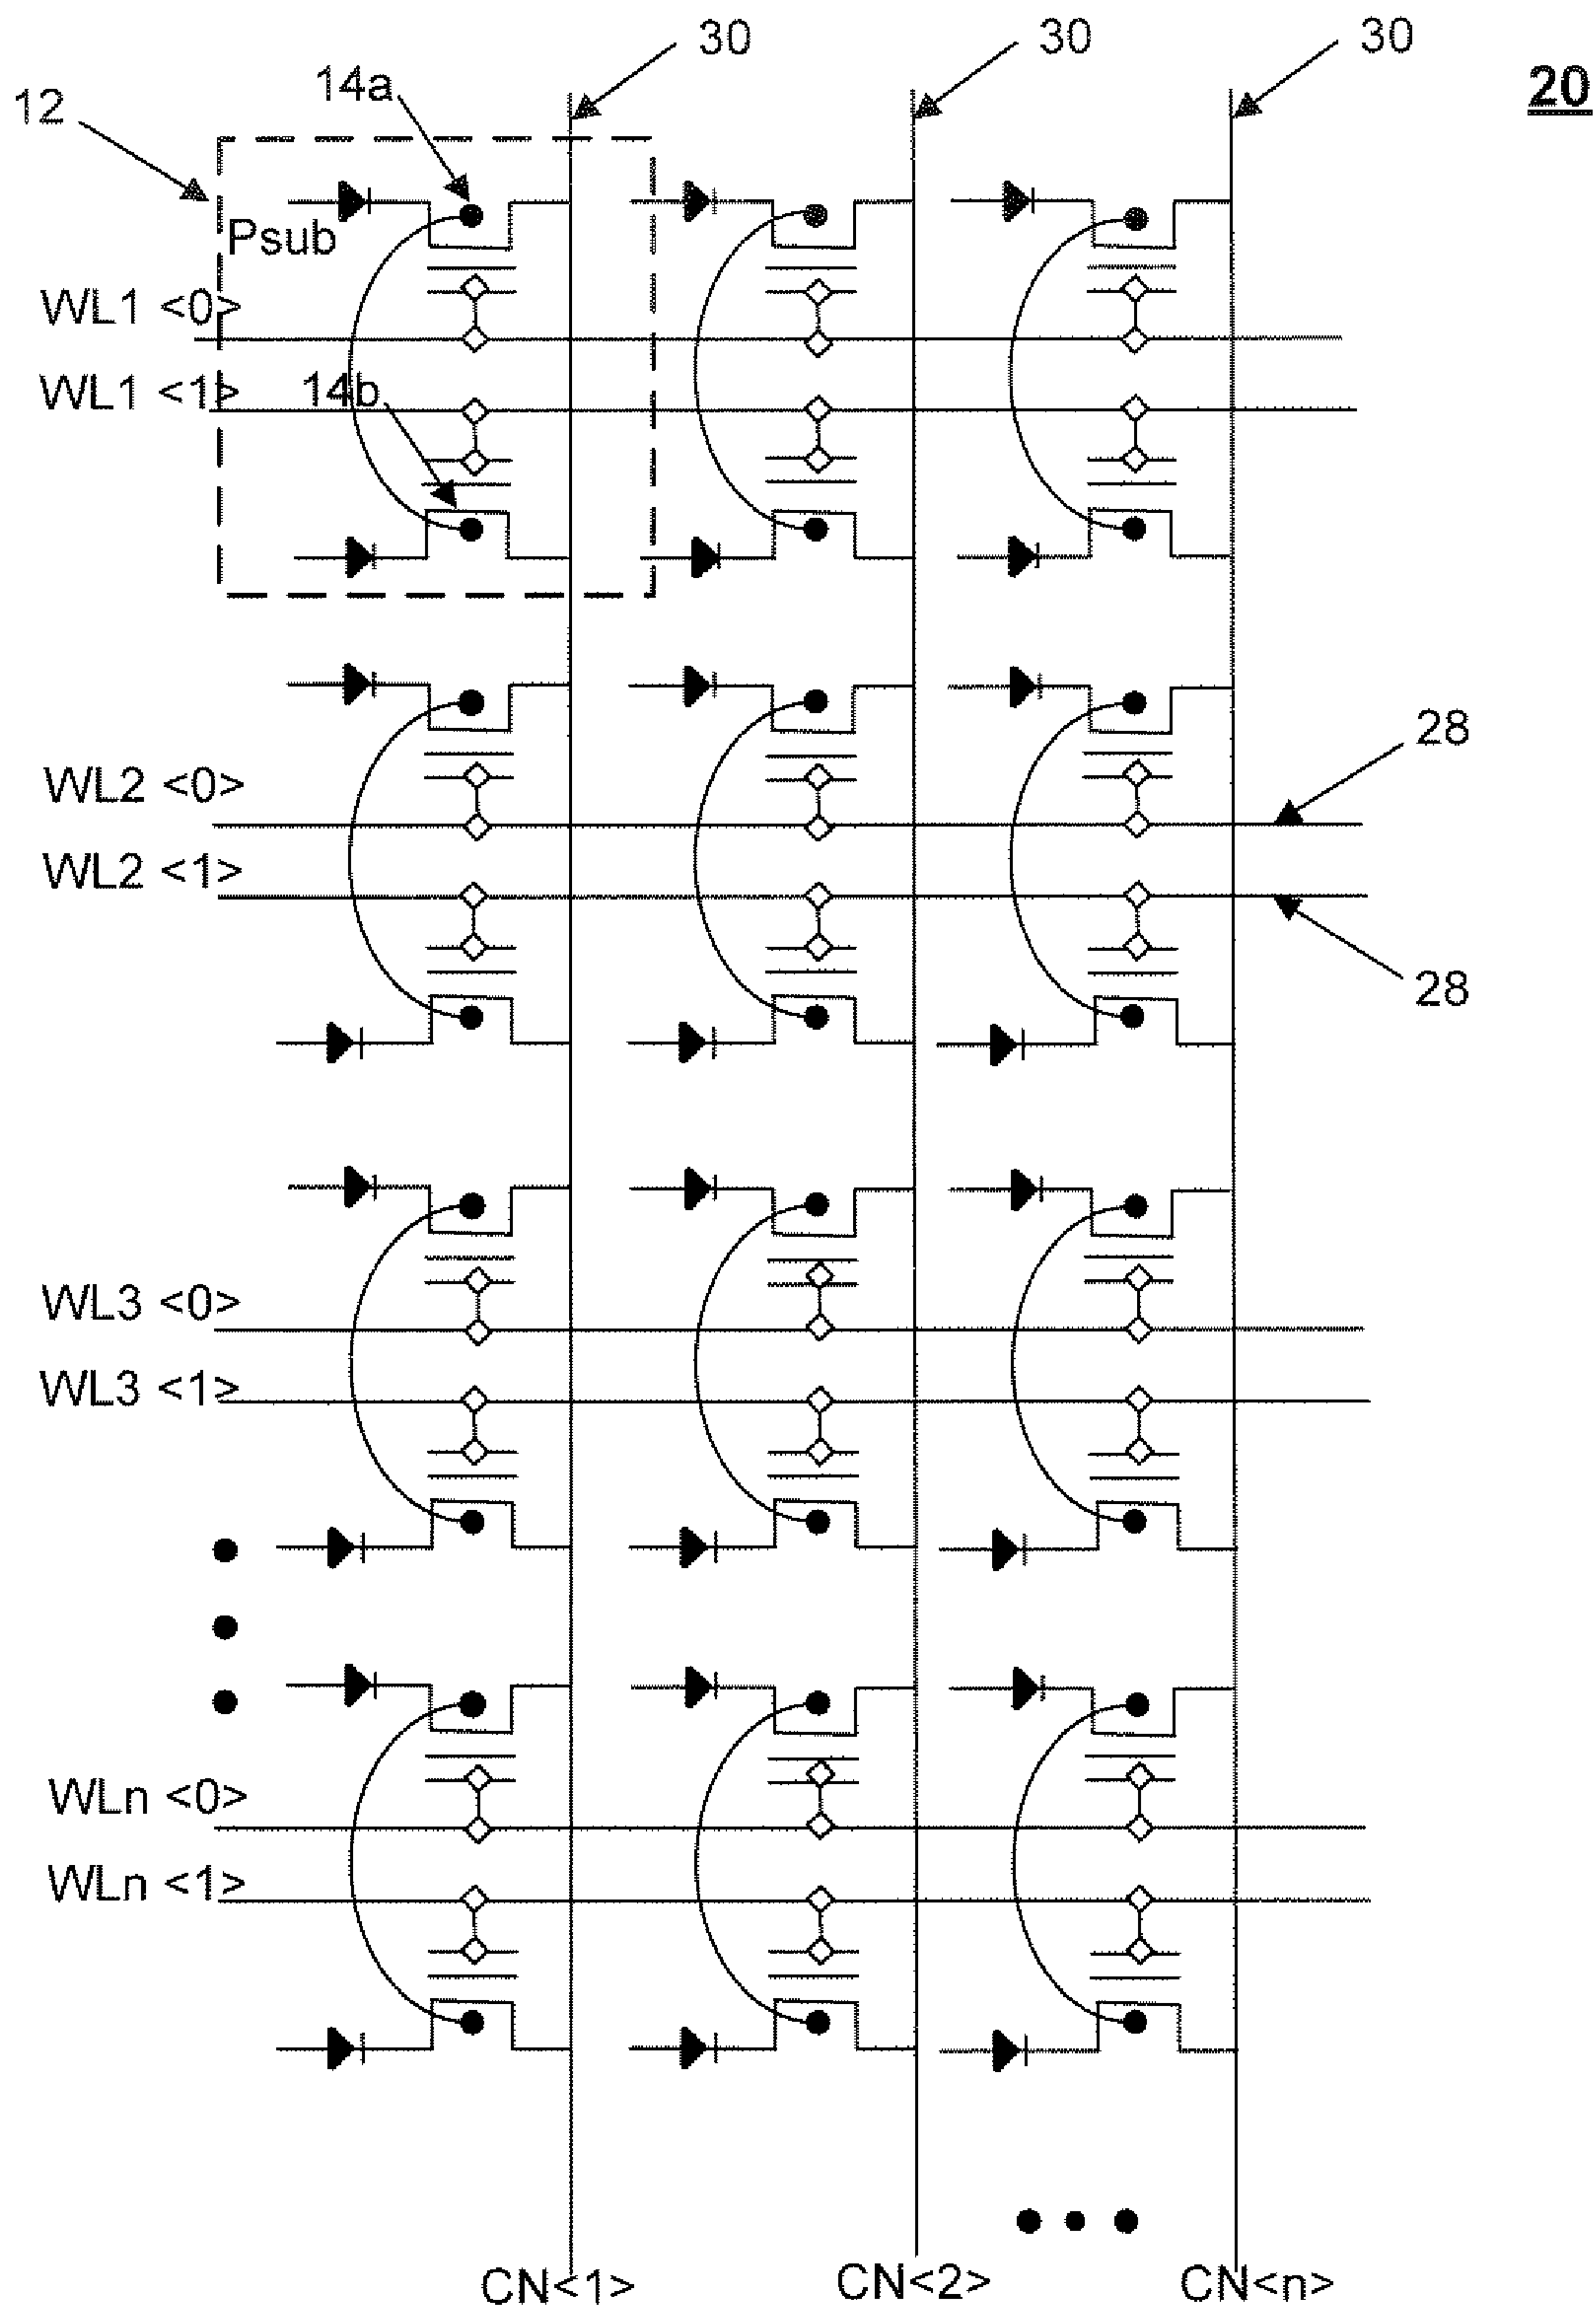 30
30
30
20
14a
12
Psub
WL1 <0>
WL1 <1>
14b
28
WL2 <0>
WL2 <1>
28
WL3 <0>
WL3 <1>
WLn <0>
WLn <1>
CN<1>
CN<2>
CN<n>